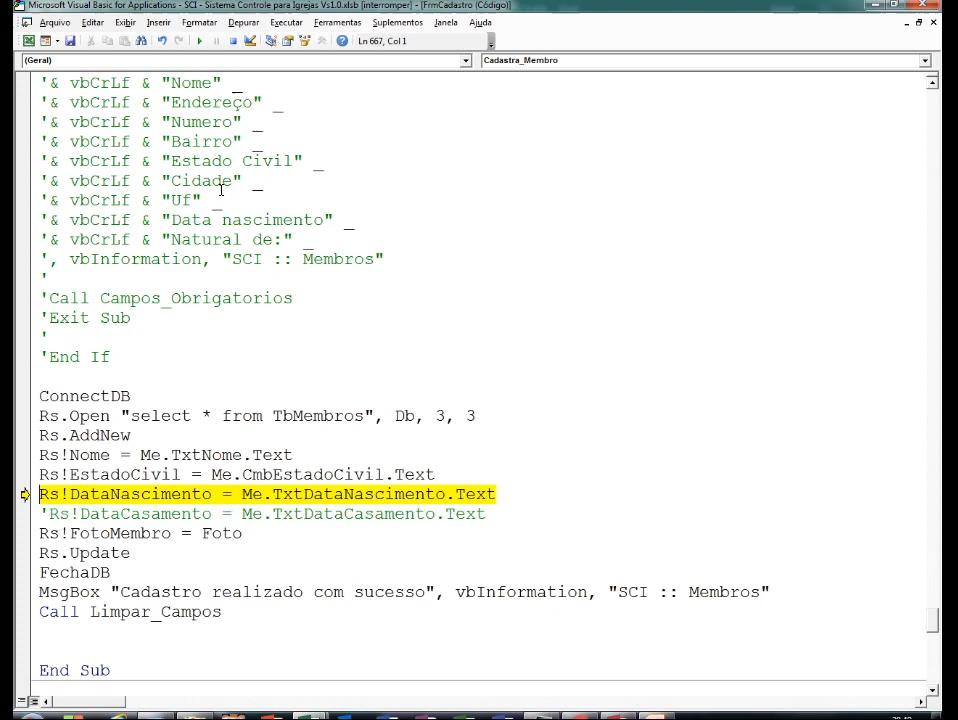 Microsoft Visual Basic for Applications - SCI - Sistema Controle para Igrejas Vs1.0.xlsb [interromper] - [FrmCadastro (Código)]
Arquivo Editar Exibir Inserir Formatar Depurar Executar Ferramentas Suplementos Janela Ajuda
Ln 667, Col 1
(Geral) Cadastra_Membro
'& vbCrLf & "Nome" _
'& vbCrLf & "Endereço" _
'& vbCrLf & "Numero" _
'& vbCrLf & "Bairro" _
'& vbCrLf & "Estado Civil" _
'& vbCrLf & "Cidade" _
'& vbCrLf & "Uf" _
'& vbCrLf & "Data nascimento" _
'& vbCrLf & "Natural de:" _
', vbInformation, "SCI :: Membros"
'
'Call Campos_Obrigatorios
'Exit Sub
'
'End If
ConnectDB
Rs.Open "select * from TbMembros", Db, 3, 3
Rs.AddNew
Rs!Nome = Me.TxtNome.Text
Rs!EstadoCivil = Me.CmbEstadoCivil.Text
Rs!DataNascimento = Me.TxtDataNascimento.Text
'Rs!DataCasamento = Me.TxtDataCasamento.Text
Rs!FotoMembro = Foto
Rs.Update
FechaDB
MsgBox "Cadastro realizado com sucesso", vbInformation, "SCI :: Membros"
Call Limpar_Campos
End Sub